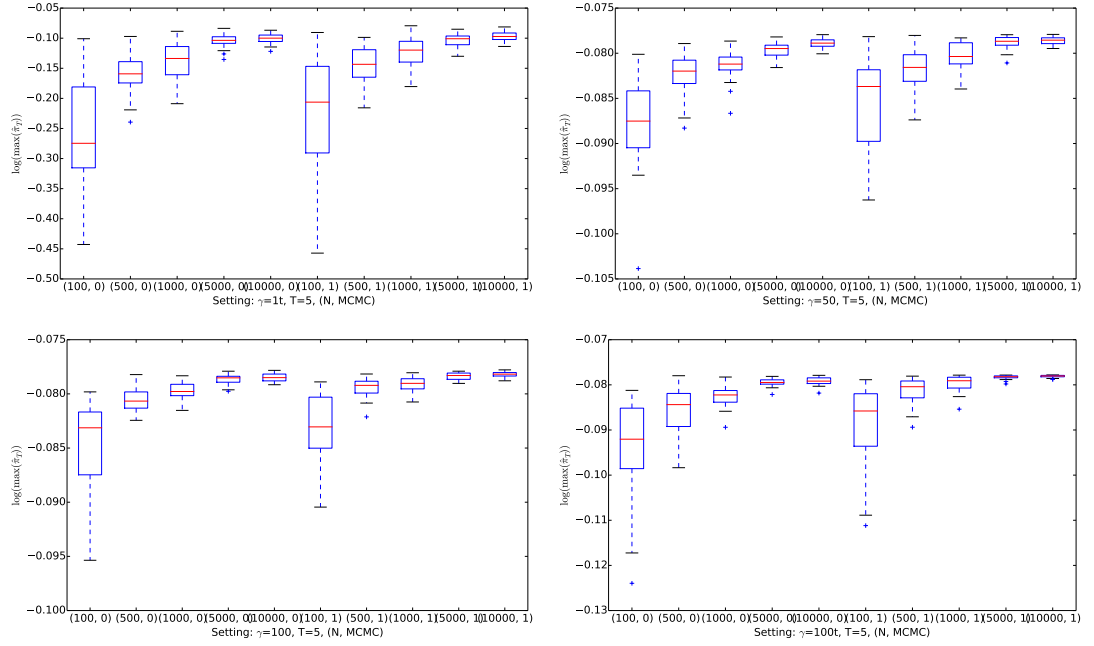 −0.05
−0.10
−0.15
−0.20
−0.25
−0.30
−0.35
−0.40
−0.45
−0.50
log(max(π̂_T))
(100, 0) (500, 0) (1000, 0) (5000, 0) (10000, 0) (100, 1) (500, 1) (1000, 1) (5000, 1) (10000, 1)
Setting: γ=1t, T=5, (N, MCMC)
−0.075
−0.080
−0.085
−0.090
−0.095
−0.100
−0.105
log(max(π̂_T))
(100, 0) (500, 0) (1000, 0) (5000, 0) (10000, 0) (100, 1) (500, 1) (1000, 1) (5000, 1) (10000, 1)
Setting: γ=50, T=5, (N, MCMC)
−0.075
−0.080
−0.085
−0.090
−0.095
−0.100
log(max(π̂_T))
(100, 0) (500, 0) (1000, 0) (5000, 0) (10000, 0) (100, 1) (500, 1) (1000, 1) (5000, 1) (10000, 1)
Setting: γ=100, T=5, (N, MCMC)
−0.07
−0.08
−0.09
−0.10
−0.11
−0.12
−0.13
log(max(π̂_T))
(100, 0) (500, 0) (1000, 0) (5000, 0) (10000, 0) (100, 1) (500, 1) (1000, 1) (5000, 1) (10000, 1)
Setting: γ=100t, T=5, (N, MCMC)